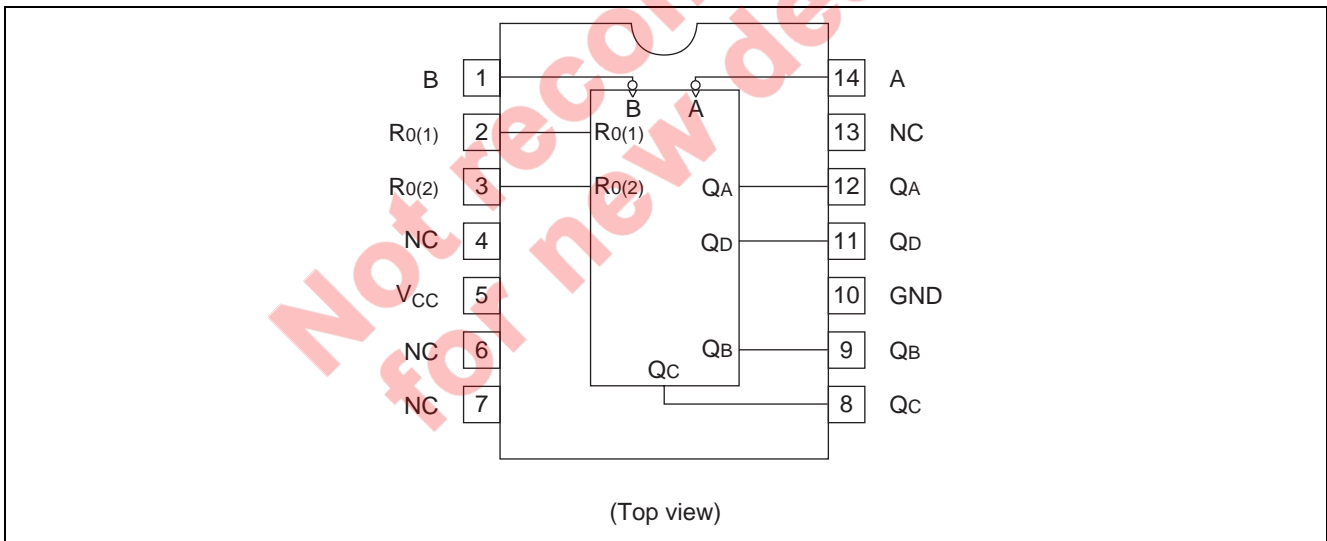 B 1 14 A
B A
R0(1) 2 R0(1) 13 NC
R0(2) 3 R0(2) QA 12 QA
NC 4 QD 11 QD
VCC 5 10 GND
NC 6 QB 9 QB
QC
NC 7 8 QC
(Top view)
Not recom
for new des